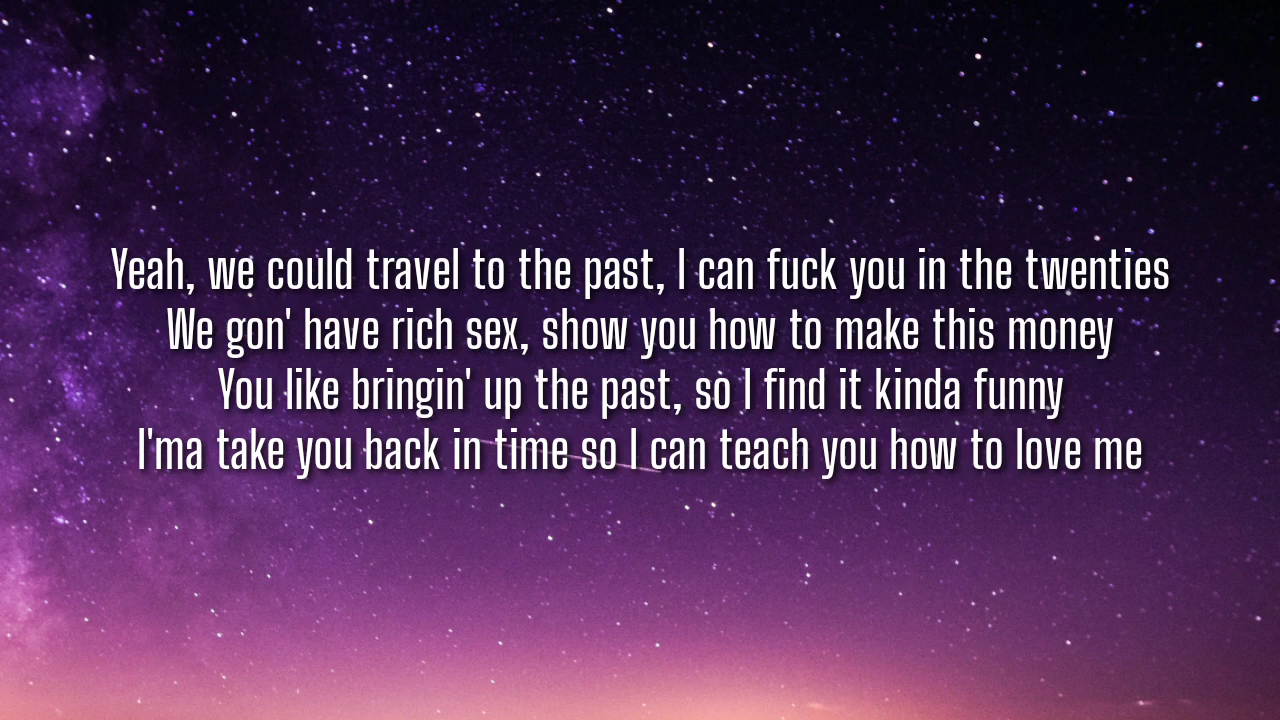 Yeah, we could travel to the past, I can fuck you in the twenties
We gon' have rich sex, show you how to make this money
You like bringin' up the past, so I find it kinda funny
I'ma take you back in time so I can teach you how to love me